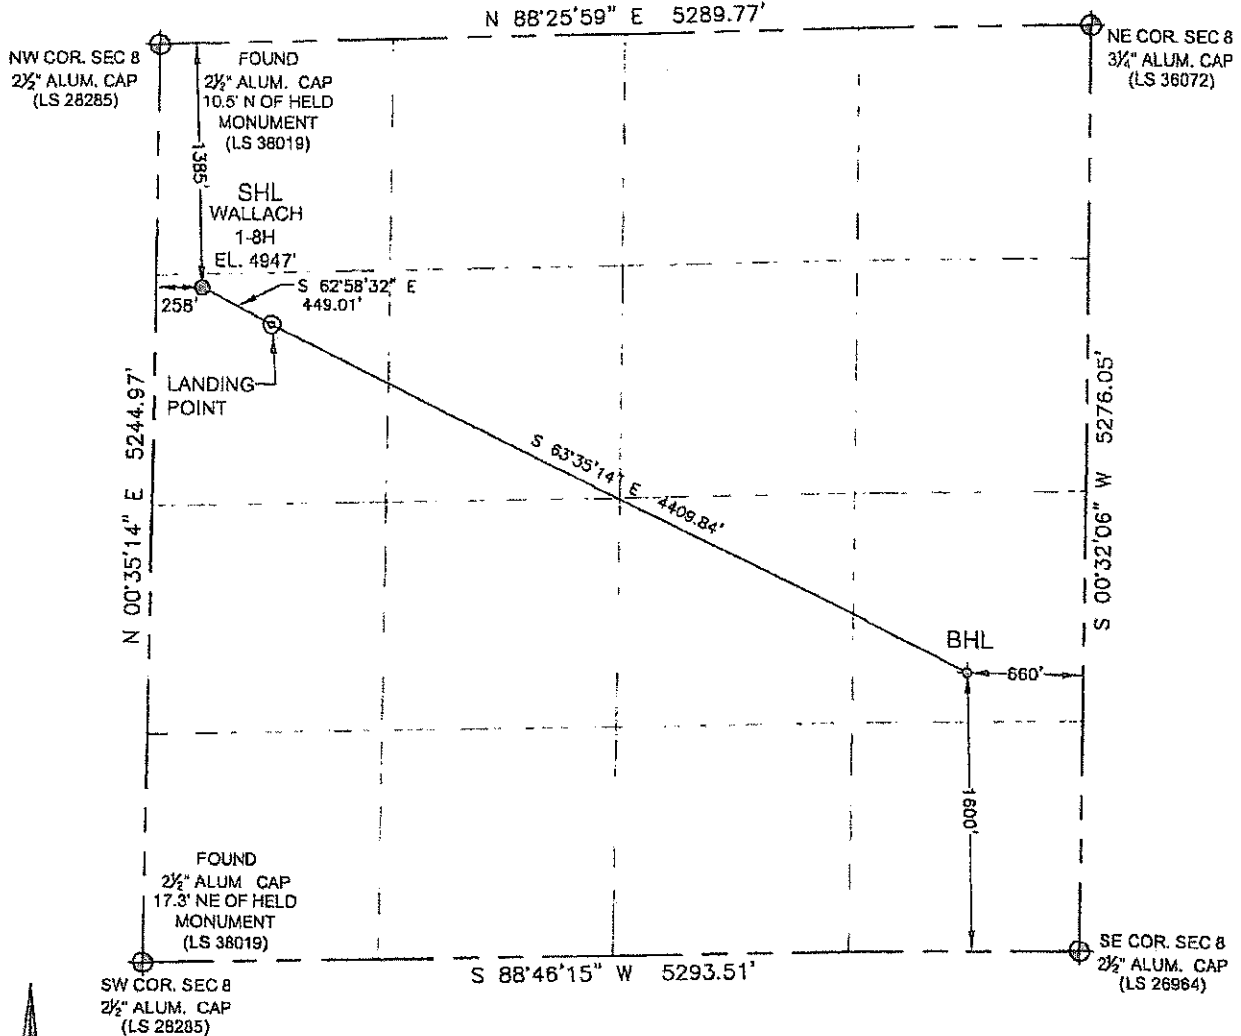 N 88°25'59" E 5289.77'
NW COR. SEC 8
2½" ALUM. CAP
(LS 28285)
FOUND
2½" ALUM. CAP
10.5' N OF HELD
MONUMENT
(LS 38019)
NE COR. SEC 8
3¼" ALUM. CAP
(LS 36072)
1385'
SHL
WALLACH
1-8H
EL. 4947'
258'
S 62°58'32" E
449.01'
LANDING
POINT
N 00°35'14" E 5244.97'
S 63°35'14" E 4409.84'
S 00°32'06" W 5276.05'
BHL
660'
1600'
FOUND
2½" ALUM CAP
17.3' NE OF HELD
MONUMENT
(LS 38019)
SW COR. SEC 8
2½" ALUM. CAP
(LS 28285)
S 88°46'15" W 5293.51'
SE COR. SEC 8
2½" ALUM. CAP
(LS 26964)